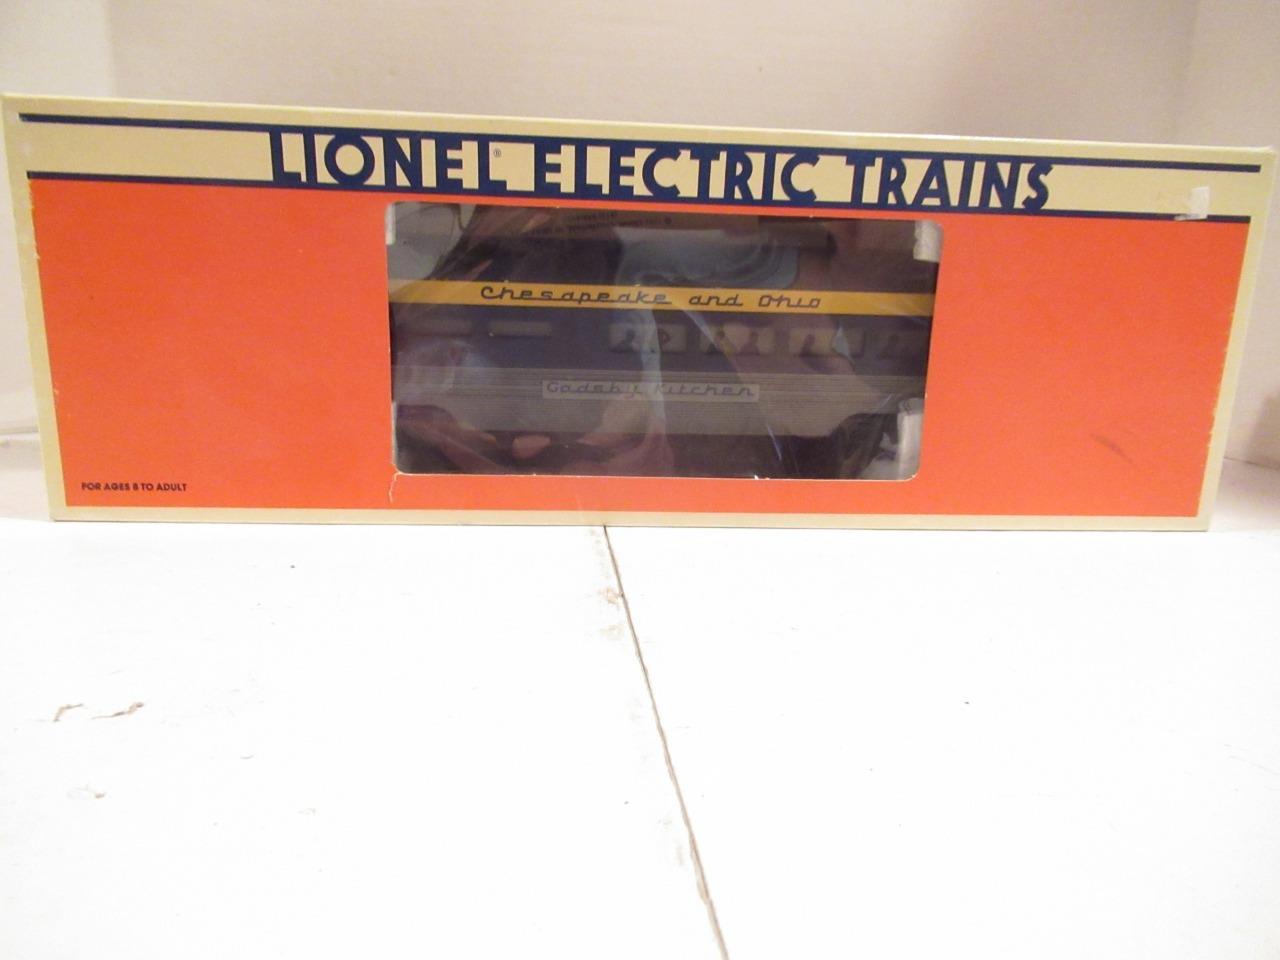 LIONEL® ELECTRIC TRAINS
Chesapeake and Ohio
Gadsby Kitchen
FOR AGES 8 TO ADULT